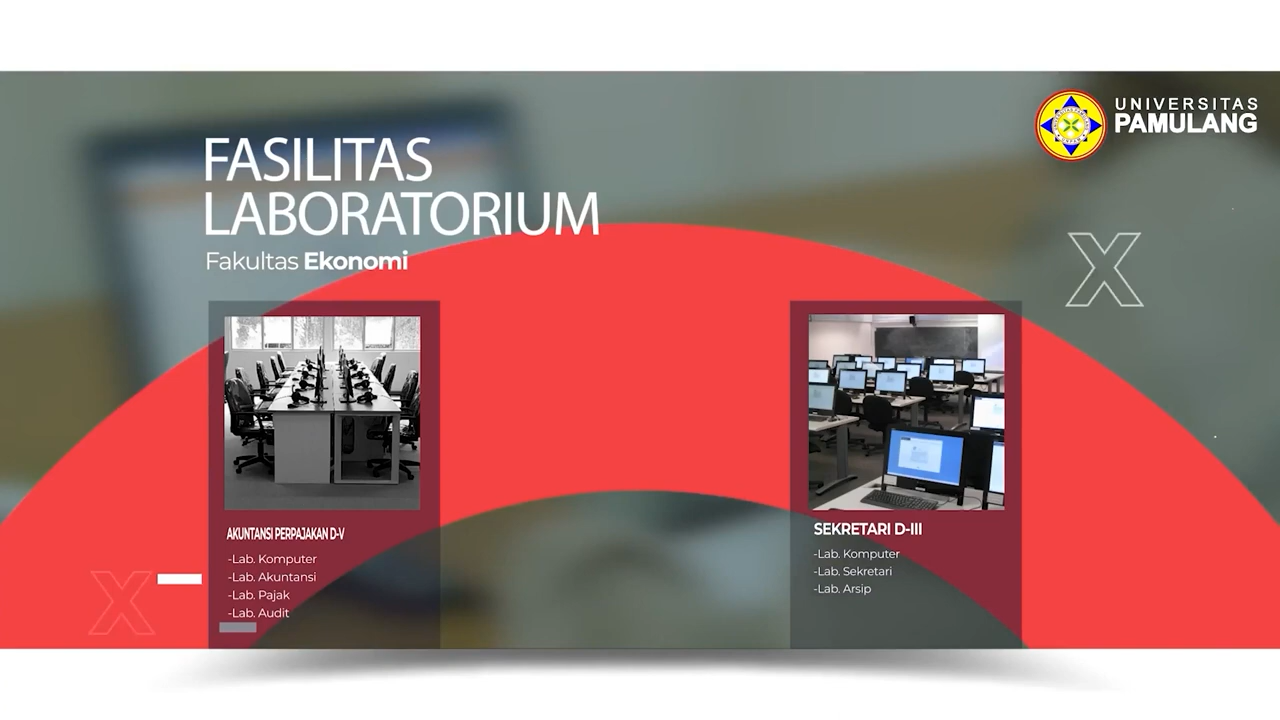 UNIVERSITAS
PAMULANG
FASILITAS
LABORATORIUM
Fakultas Ekonomi
X
AKUNTANSI PERPAJAKAN D-V
-Lab. Komputer
-Lab. Akuntansi
-Lab. Pajak
-Lab. Audit
SEKRETARI D-III
-Lab. Komputer
-Lab. Sekretari
-Lab. Arsip
X